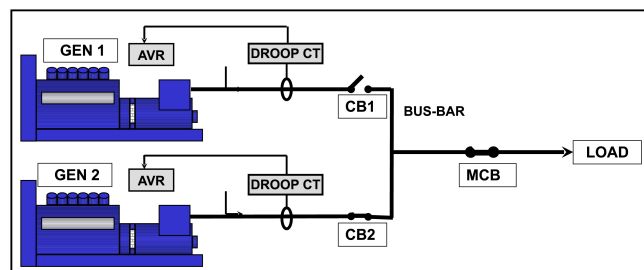 GEN 1
AVR
DROOP CT
CB1
BUS-BAR
LOAD
MCB
GEN 2
AVR
DROOP CT
CB2